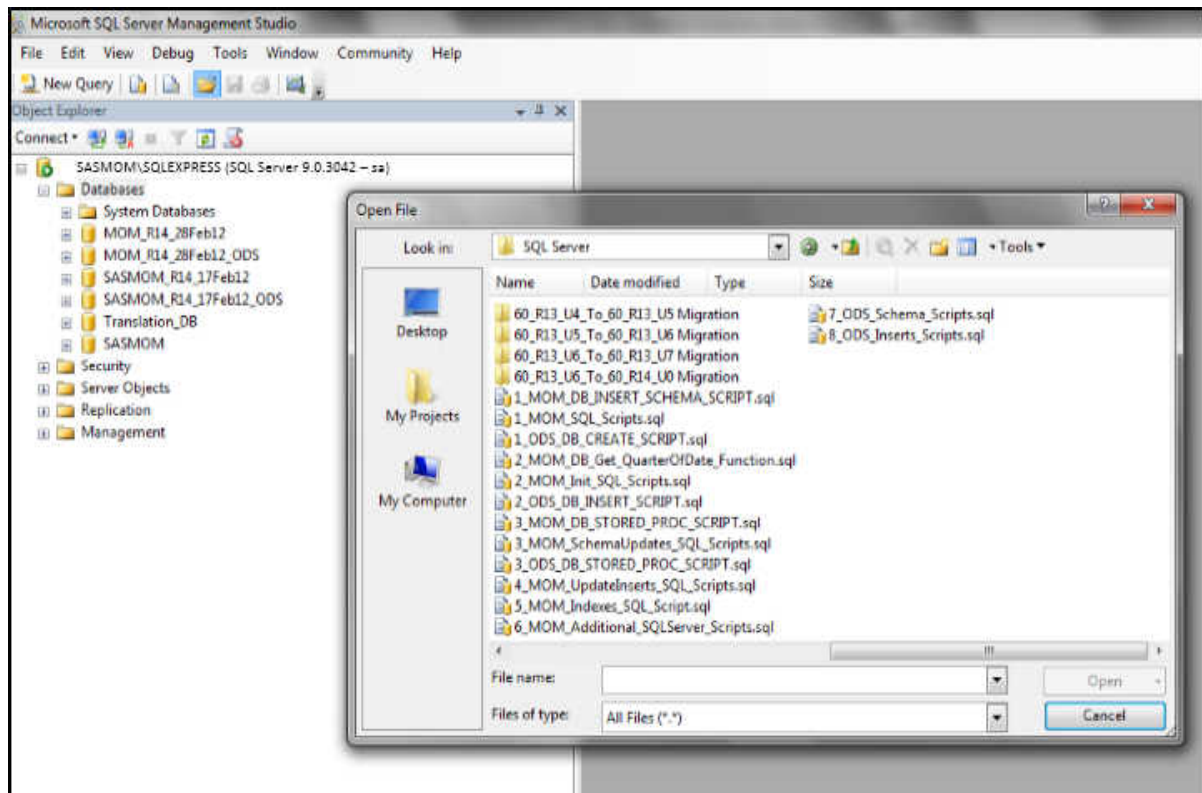 Microsoft SQL Server Management Studio
File Edit View Debug Tools Window Community Help
New Query
Object Explorer
Connect
SASMOM\SQLEXPRESS (SQL Server 9.0.3042 – sa)
Databases
System Databases
MOM_R14_28Feb12
MOM_R14_28Feb12_ODS
SASMOM_R14_17Feb12
SASMOM_R14_17Feb12_ODS
Translation_DB
SASMOM
Security
Server Objects
Replication
Management
Open File
Look in: SQL Server Tools
Desktop
My Projects
My Computer
Name Date modified Type Size
60_R13_U4_To_60_R13_U5 Migration
60_R13_U5_To_60_R13_U6 Migration
60_R13_U6_To_60_R13_U7 Migration
60_R13_U6_To_60_R14_U0 Migration
1_MOM_DB_INSERT_SCHEMA_SCRIPT.sql
1_MOM_SQL_Scripts.sql
1_ODS_DB_CREATE_SCRIPT.sql
2_MOM_DB_Get_QuarterOfDate_Function.sql
2_MOM_Init_SQL_Scripts.sql
2_ODS_DB_INSERT_SCRIPT.sql
3_MOM_DB_STORED_PROC_SCRIPT.sql
3_MOM_SchemaUpdates_SQL_Scripts.sql
3_ODS_DB_STORED_PROC_SCRIPT.sql
4_MOM_UpdateInserts_SQL_Scripts.sql
5_MOM_Indexes_SQL_Script.sql
6_MOM_Additional_SQLServer_Scripts.sql
7_ODS_Schema_Scripts.sql
8_ODS_Inserts_Scripts.sql
File name: Open
Files of type: All Files (*.*) Cancel